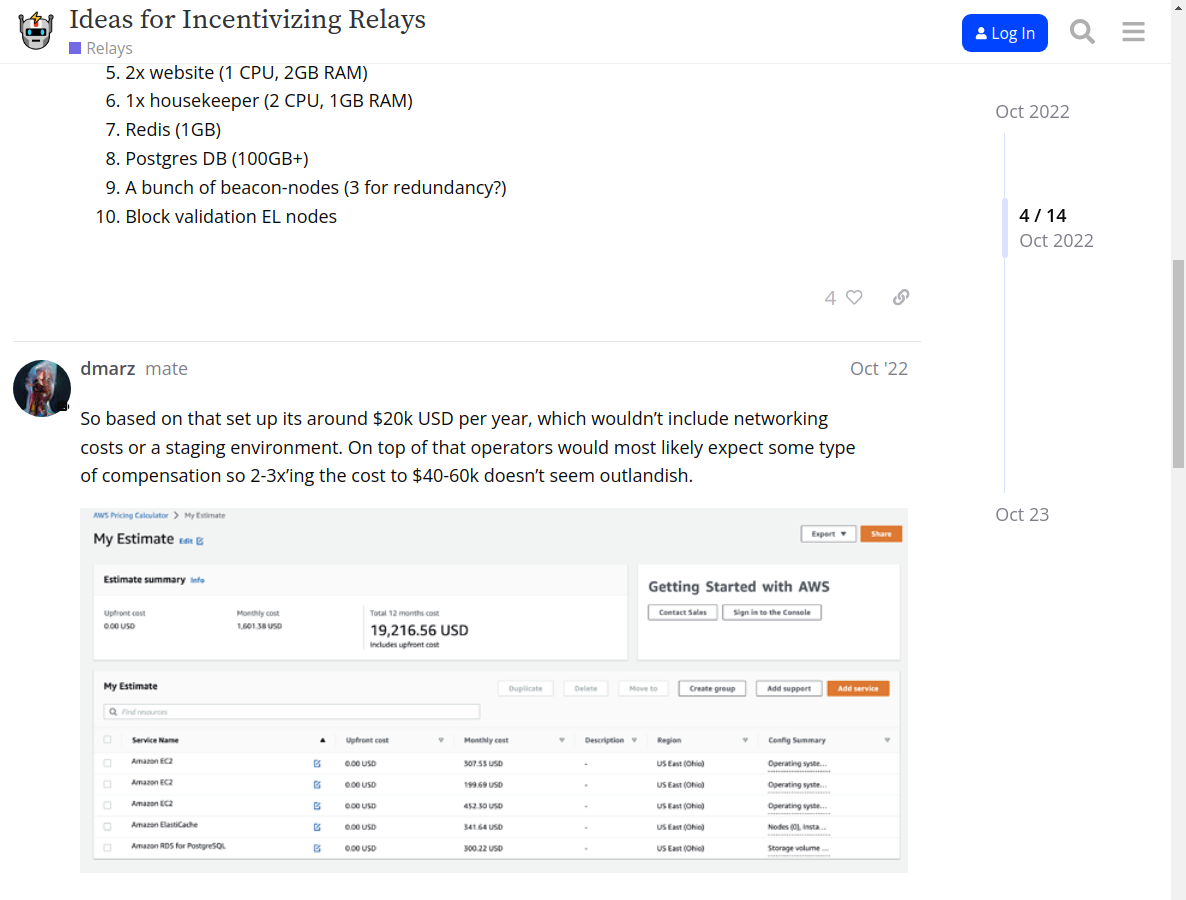 Ideas for Incentivizing Relays
Relays
Log In
5. 2x website (1 CPU, 2GB RAM)
6. 1x housekeeper (2 CPU, 1GB RAM)
7. Redis (1GB)
8. Postgres DB (100GB+)
9. A bunch of beacon-nodes (3 for redundancy?)
10. Block validation EL nodes
4
Oct 2022
4 / 14
Oct 2022
Oct 23
dmarz mate Oct '22
So based on that set up its around $20k USD per year, which wouldn’t include networking
costs or a staging environment. On top of that operators would most likely expect some type
of compensation so 2-3x’ing the cost to $40-60k doesn’t seem outlandish.
AWS Pricing Calculator > My Estimate
My Estimate Edit
Export Share
Estimate summary Info
Upfront cost Monthly cost Total 12 months cost
0.00 USD 1,601.38 USD 19,216.56 USD
Includes upfront cost
Getting Started with AWS
Contact Sales Sign in to the Console
My Estimate
Duplicate Delete Move to Create group Add support Add service
Find resources
Service Name Upfront cost Monthly cost Description Region Config Summary
Amazon EC2 0.00 USD 307.53 USD - US East (Ohio) Operating syste...
Amazon EC2 0.00 USD 199.69 USD - US East (Ohio) Operating syste...
Amazon EC2 0.00 USD 452.30 USD - US East (Ohio) Operating syste...
Amazon ElastiCache 0.00 USD 341.64 USD - US East (Ohio) Nodes (0), Insta...
Amazon RDS for PostgreSQL 0.00 USD 300.22 USD - US East (Ohio) Storage volume ...